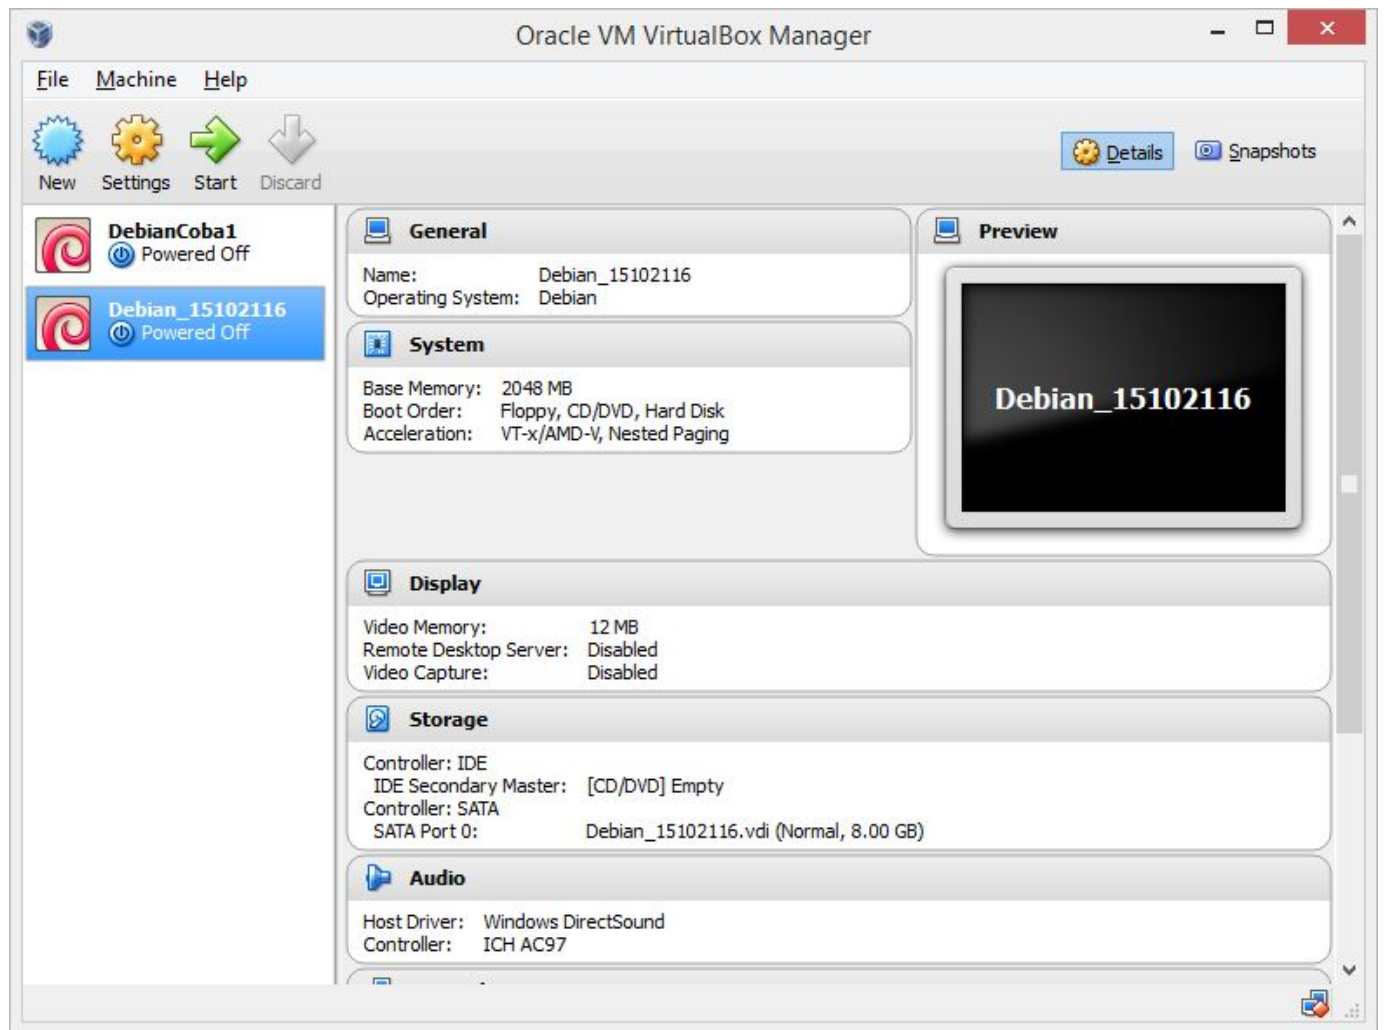 Oracle VM VirtualBox Manager
File Machine Help
New Settings Start Discard
Details Snapshots
DebianCoba1
Powered Off
Debian_15102116
Powered Off
General
Name: Debian_15102116
Operating System: Debian
System
Base Memory: 2048 MB
Boot Order: Floppy, CD/DVD, Hard Disk
Acceleration: VT-x/AMD-V, Nested Paging
Preview
Debian_15102116
Display
Video Memory: 12 MB
Remote Desktop Server: Disabled
Video Capture: Disabled
Storage
Controller: IDE
IDE Secondary Master: [CD/DVD] Empty
Controller: SATA
SATA Port 0: Debian_15102116.vdi (Normal, 8.00 GB)
Audio
Host Driver: Windows DirectSound
Controller: ICH AC97